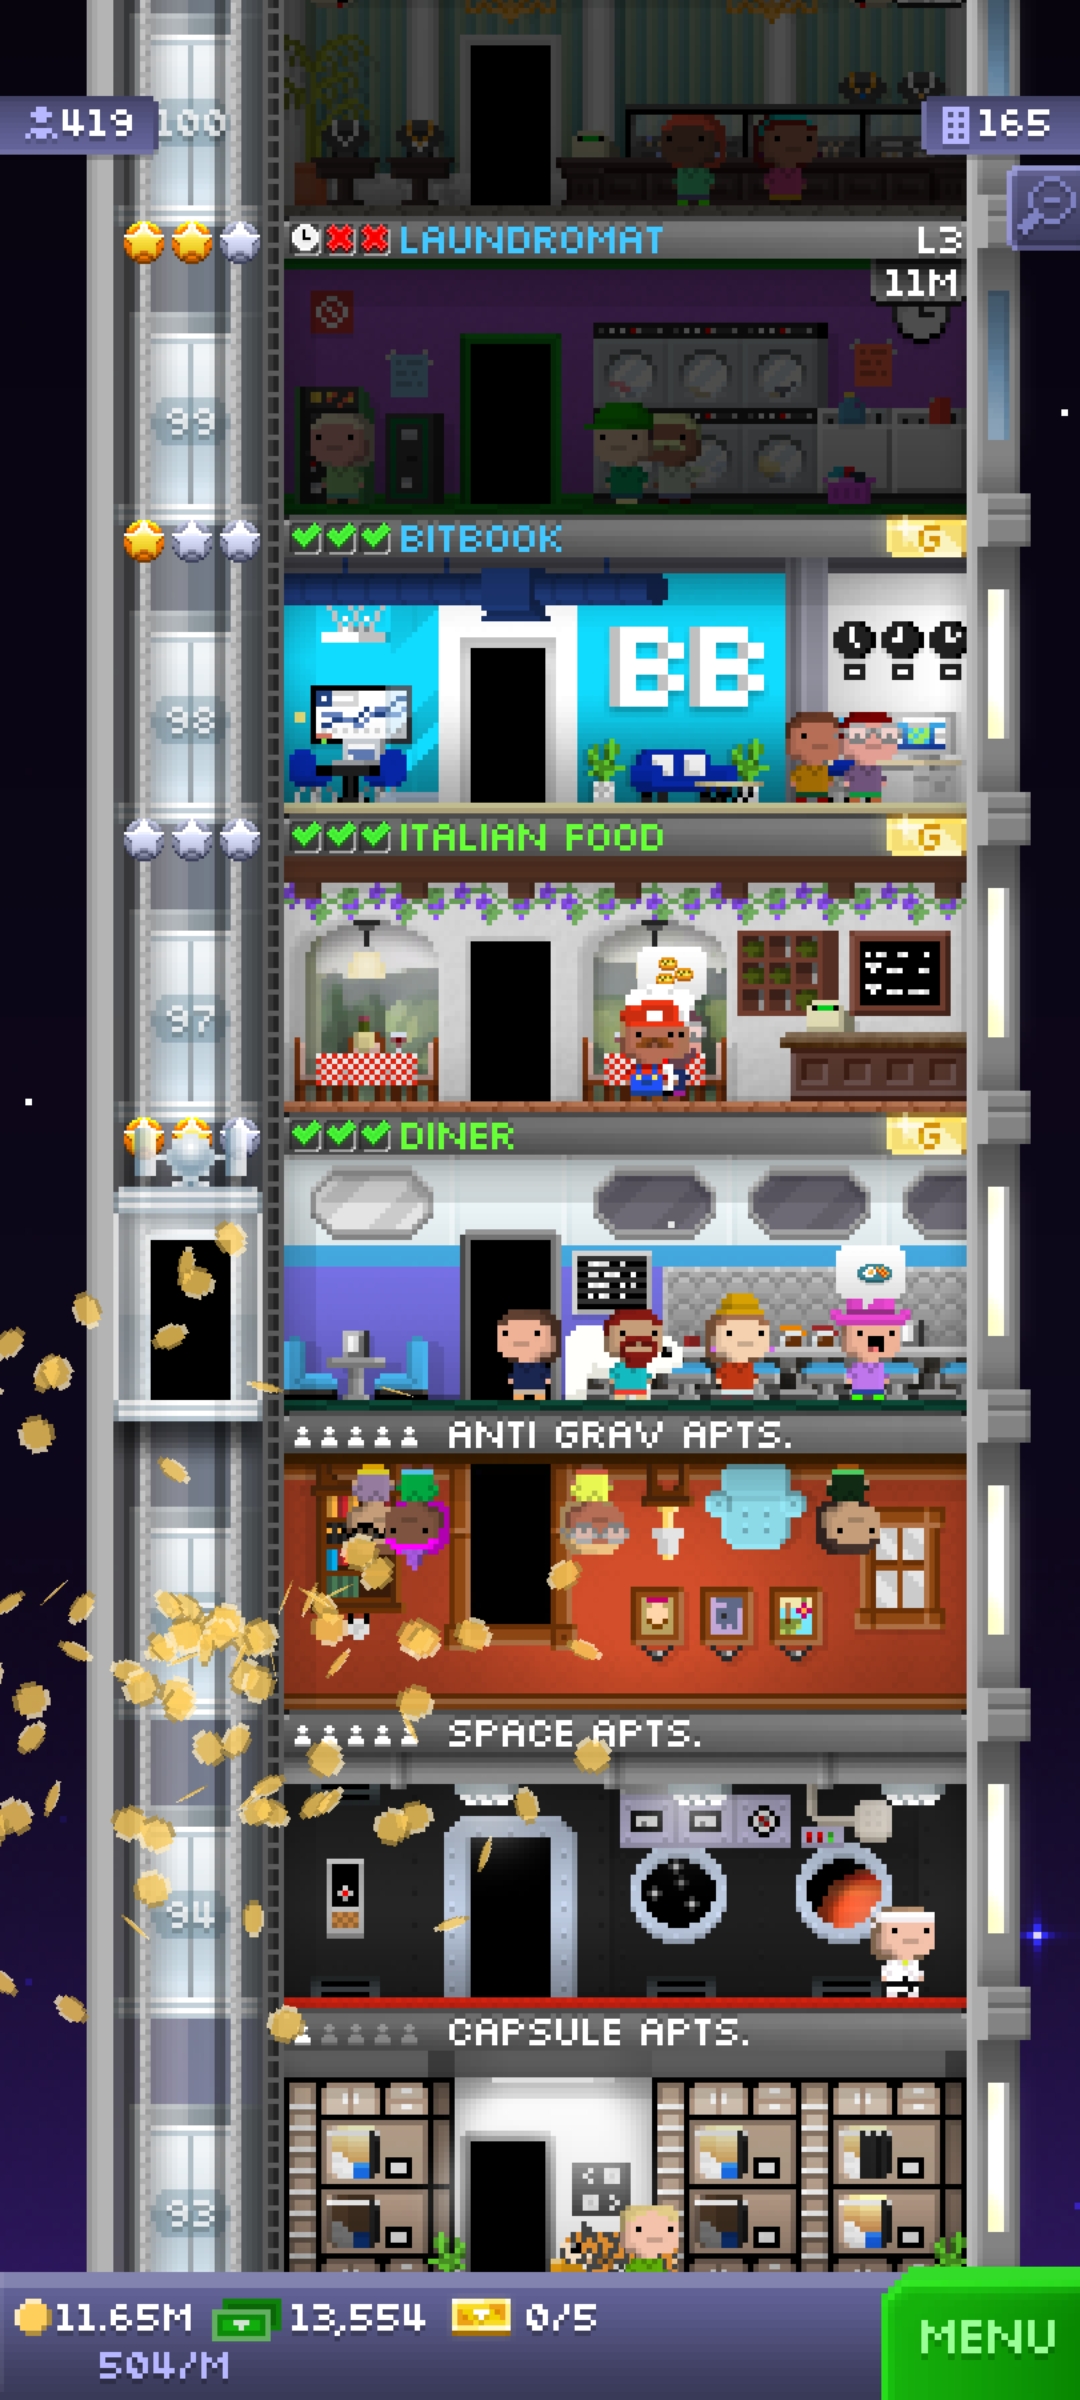 419
100
165
LAUNDROMAT
L3
11M
99
BITBOOK
G
98
BB
ITALIAN FOOD
G
97
DINER
G
ANTI GRAV APTS.
SPACE APTS.
94
CAPSULE APTS.
93
11.65M
13,554
0/5
504/M
MENU